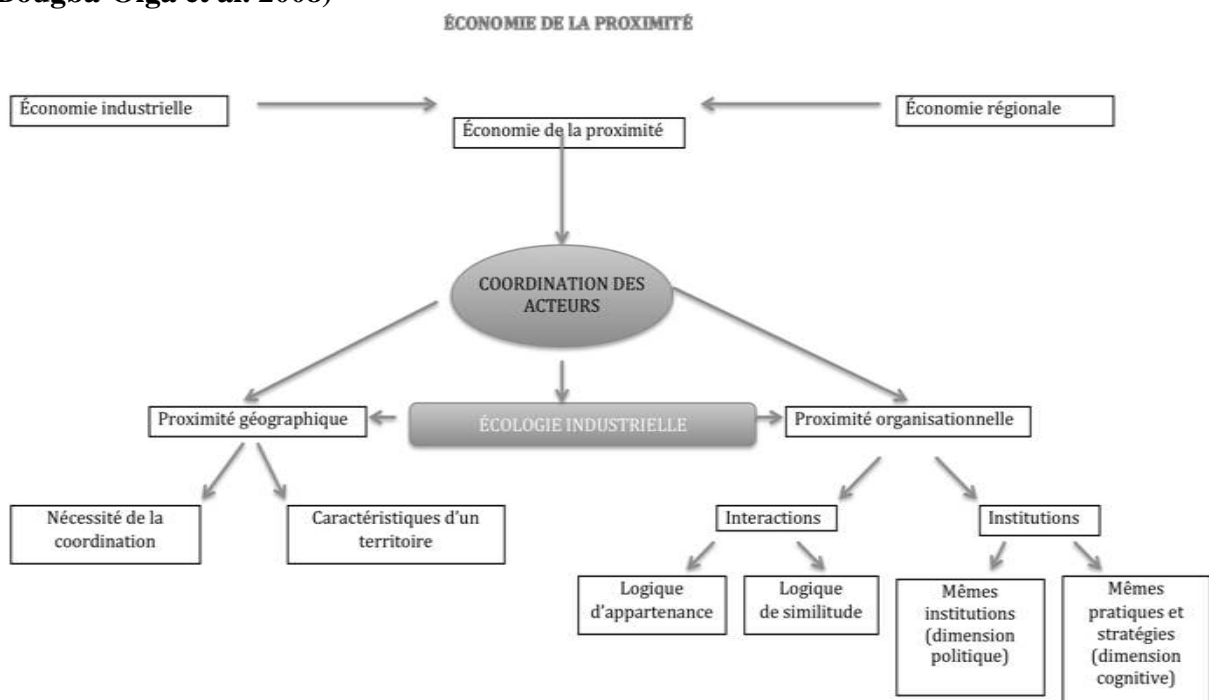 Bougba-Olga et al. 2008)
ÉCONOMIE DE LA PROXIMITÉ
Économie industrielle
Économie régionale
Économie de la proximité
COORDINATION DES
ACTEURS
Proximité géographique
ÉCOLOGIE INDUSTRIELLE
Proximité organisationnelle
Nécessité de la
coordination
Caractéristiques d'un
territoire
Interactions
Institutions
Logique
d'appartenance
Logique
de similitude
Mêmes
institutions
(dimension
politique)
Mêmes
pratiques et
stratégies
(dimension
cognitive)